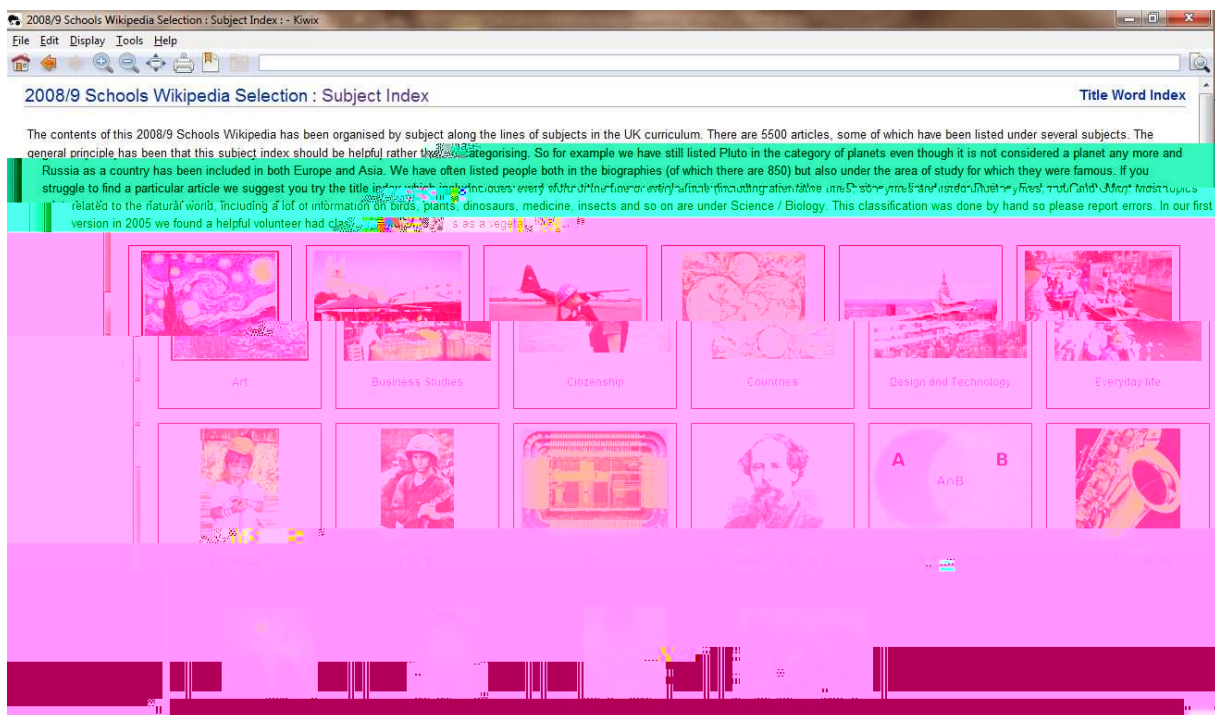 2008/9 Schools Wikipedia Selection : Subject Index : - Kiwix
File Edit Display Tools Help
2008/9 Schools Wikipedia Selection : Subject Index
Title Word Index
The contents of this 2008/9 Schools Wikipedia has been organised by subject along the lines of subjects in the UK curriculum. There are 5500 articles, some of which have been listed under several subjects. The
general principle has been that this subject index should be helpful rather categorising. So for example we have still listed Pluto in the category of planets even though it is not considered a planet any more and
Russia as a country has been included in both Europe and Asia. We have often listed people both in the biographies (of which there are 850) but also under the area of study for which they were famous. If you
struggle to find a particular article we suggest you try the title topics
related to the natural world, including a lot of information on birds, plants, dinosaurs, medicine, insects and so on are under Science / Biology. This classification was done by hand so please report errors. In our first
version in 2005 we found a helpful volunteer had s as a
Art Business Studies Citizenship Countries Design and Technology Everyday life
A B
A∩B